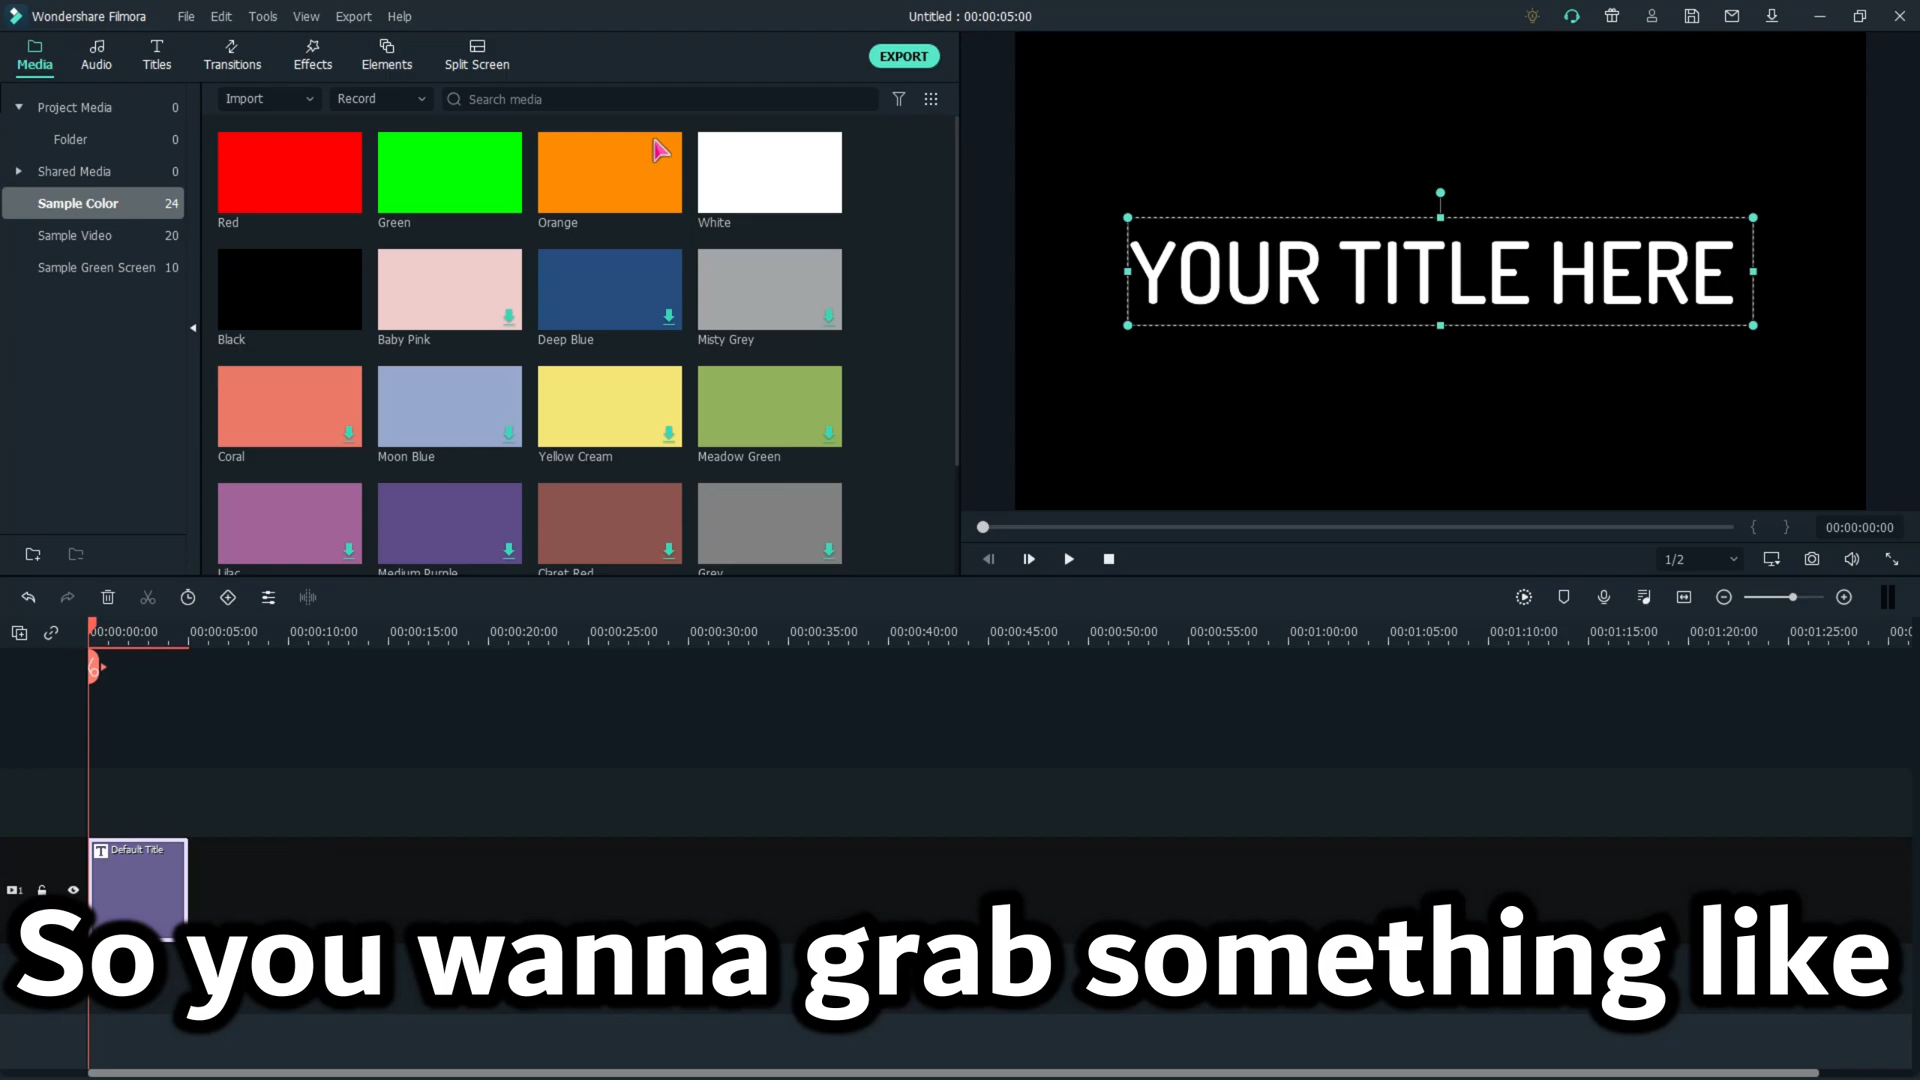 Wondershare Filmora File Edit Tools View Export Help Untitled : 00:00:05:00
Media Audio Titles Transitions Effects Elements Split Screen EXPORT
Import Record Search media
Project Media 0
Folder 0
Shared Media 0
Sample Color 24
Sample Video 20
Sample Green Screen 10
Red Green Orange White
Black Baby Pink Deep Blue Misty Grey
Coral Moon Blue Yellow Cream Meadow Green
Lilac Medium Purple Claret Red Grey
YOUR TITLE HERE
{ } 00:00:00:00
1/2
00:00:00:00 00:00:05:00 00:00:10:00 00:00:15:00 00:00:20:00 00:00:25:00 00:00:30:00 00:00:35:00 00:00:40:00 00:00:45:00 00:00:50:00 00:00:55:00 00:01:00:00 00:01:05:00 00:01:10:00 00:01:15:00 00:01:20:00 00:01:25:00
T Default Title
1
So you wanna grab something like